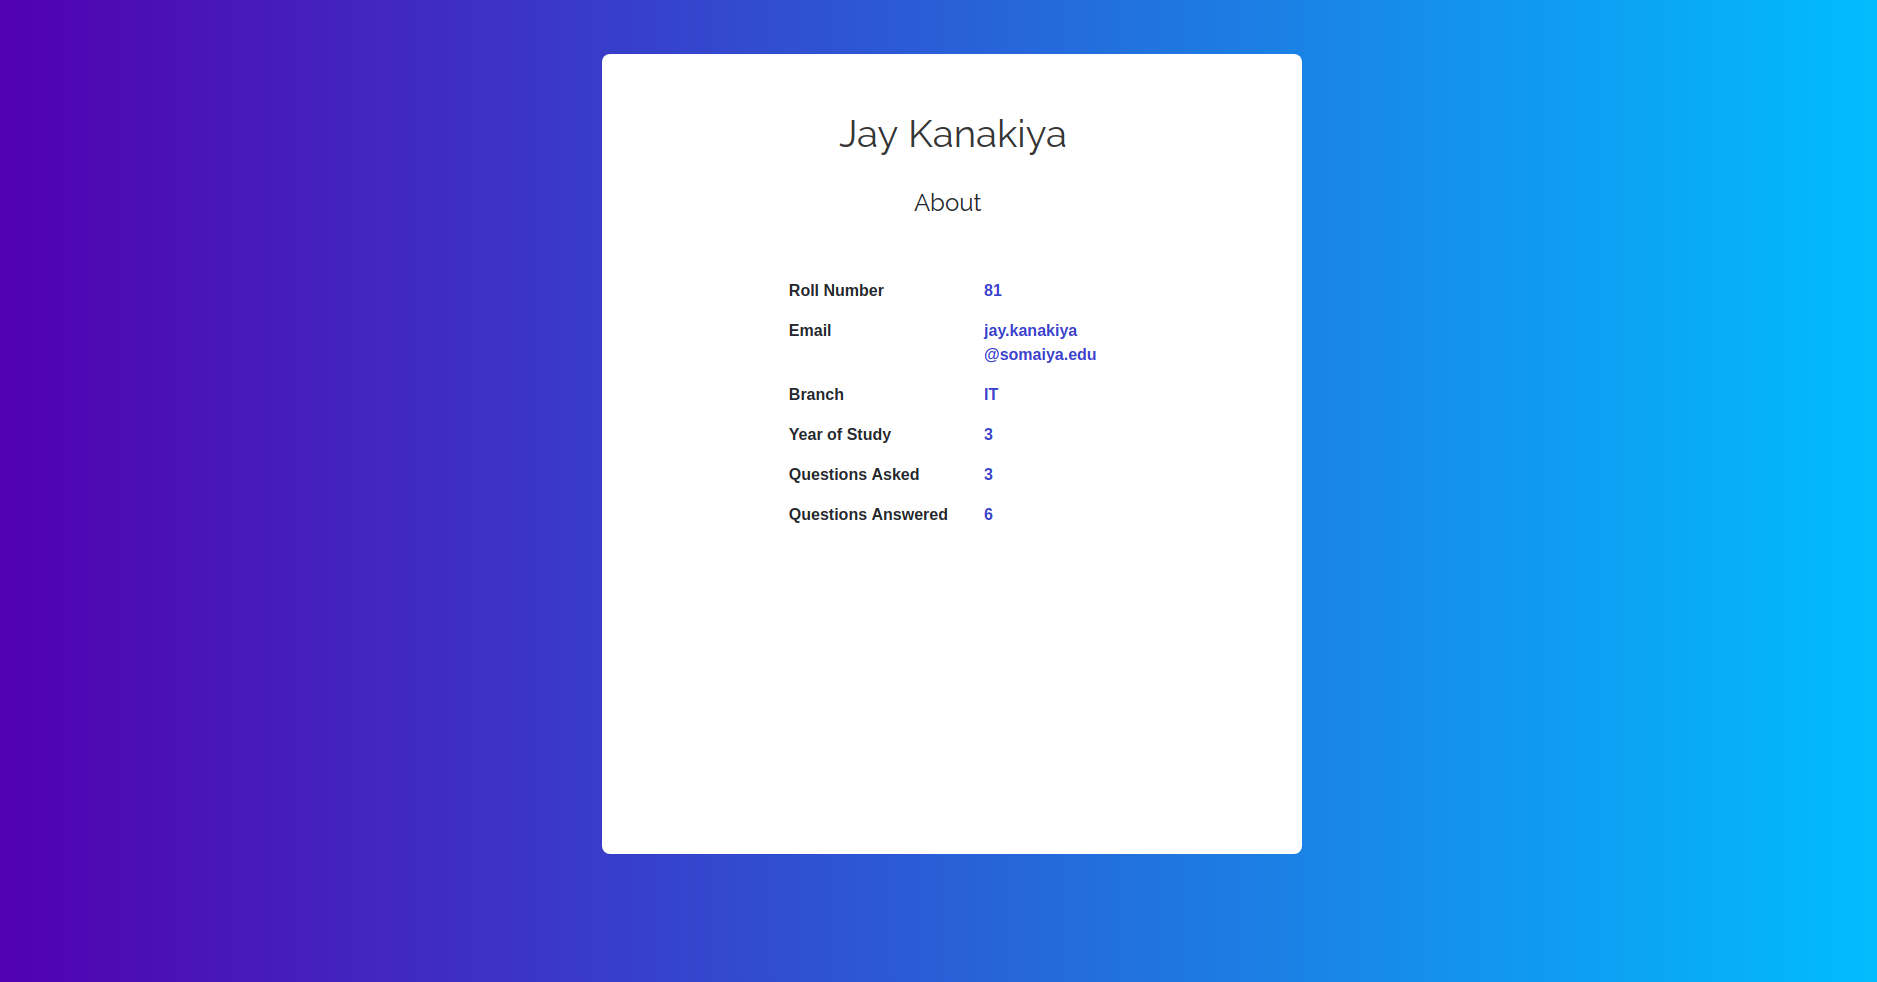 Jay Kanakiya
About
Roll Number 81
Email jay.kanakiya
@somaiya.edu
Branch IT
Year of Study 3
Questions Asked 3
Questions Answered 6